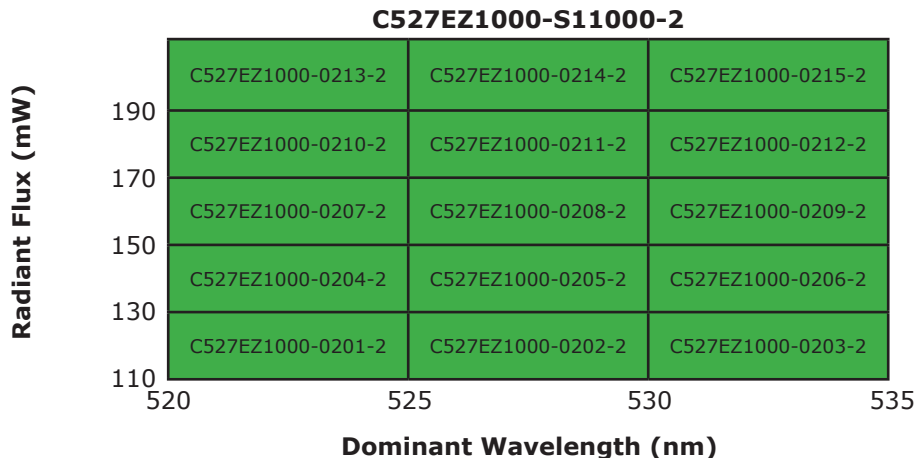 C527EZ1000-S11000-2
Radiant Flux (mW)
C527EZ1000-0213-2 C527EZ1000-0214-2 C527EZ1000-0215-2
190
C527EZ1000-0210-2 C527EZ1000-0211-2 C527EZ1000-0212-2
170
C527EZ1000-0207-2 C527EZ1000-0208-2 C527EZ1000-0209-2
150
C527EZ1000-0204-2 C527EZ1000-0205-2 C527EZ1000-0206-2
130
C527EZ1000-0201-2 C527EZ1000-0202-2 C527EZ1000-0203-2
110
520 525 530 535
Dominant Wavelength (nm)